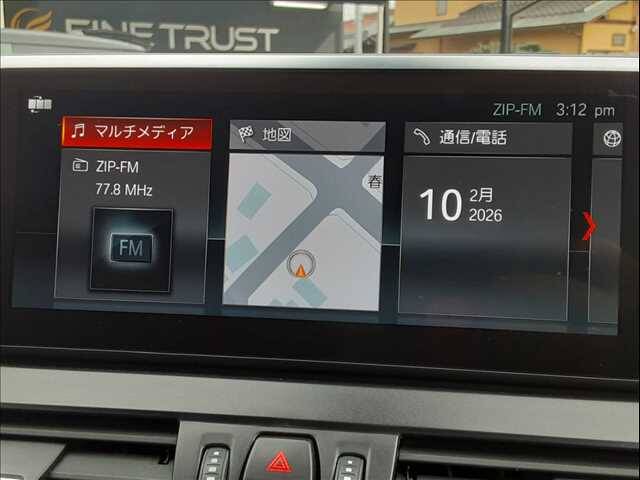 FINE TRUST
ZIP-FM 3:12 pm
マルチメディア
地図
通信/電話
ZIP-FM
77.8 MHz
FM
春
10
2月
2026